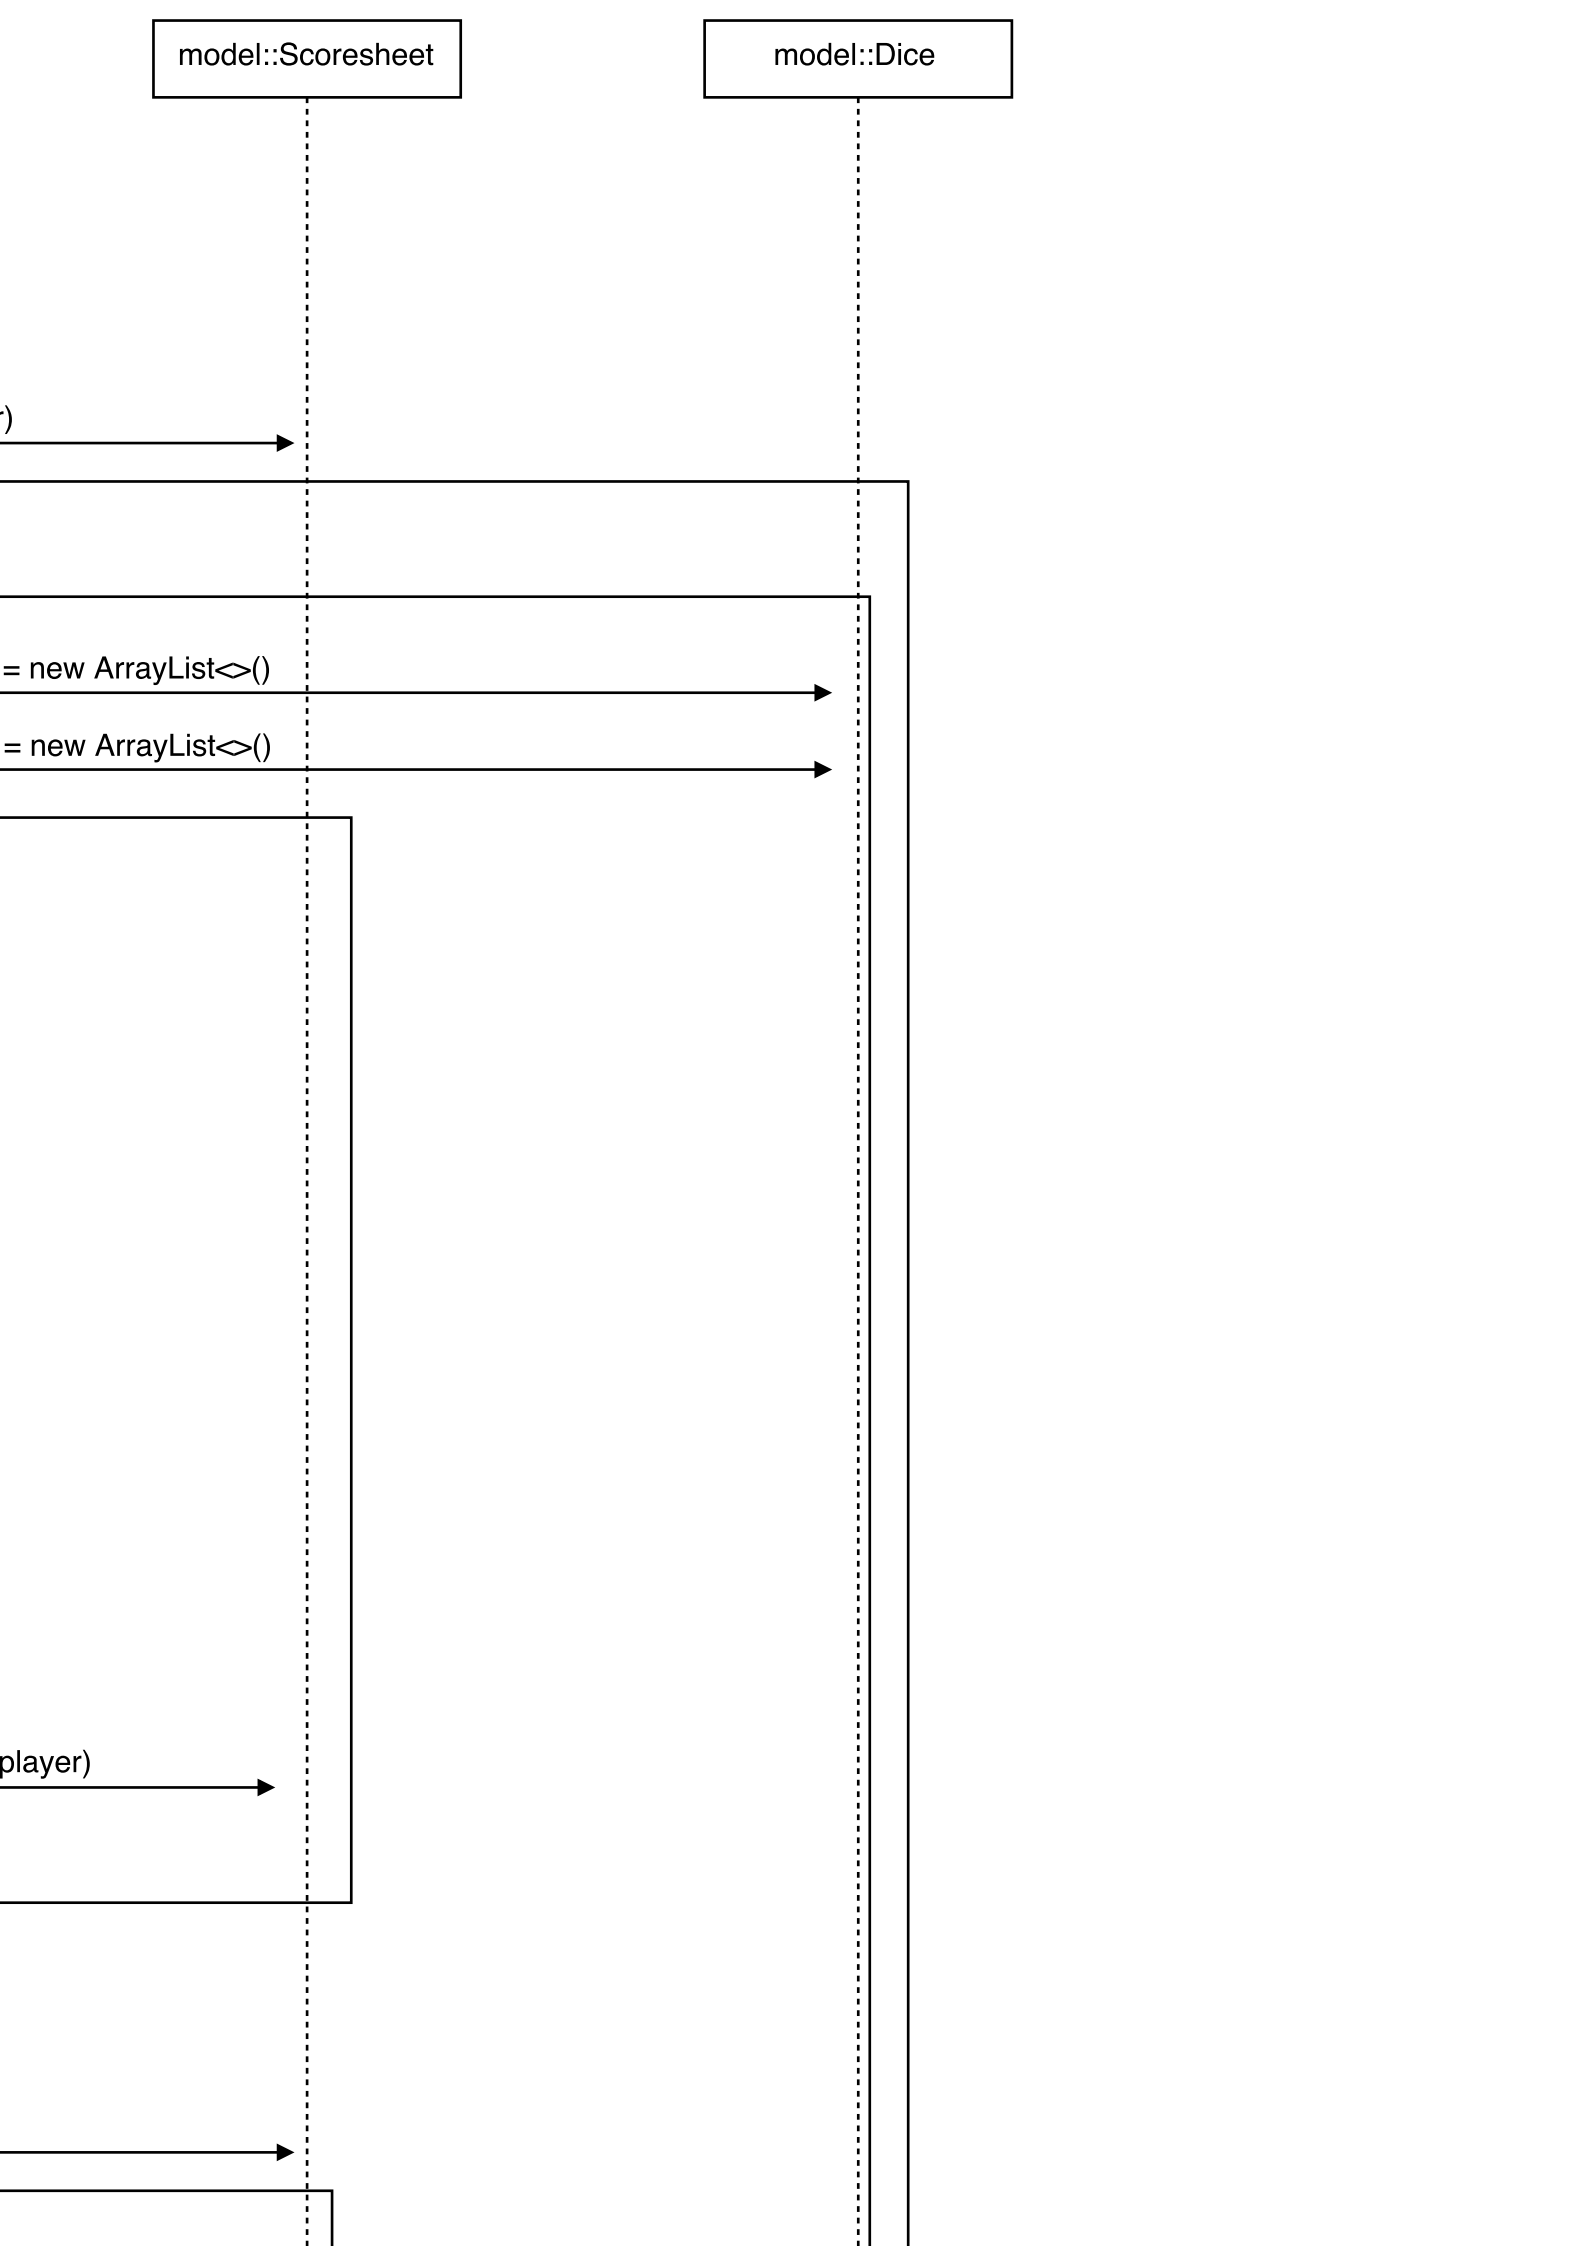 model::Scoresheet
model::Dice
r)
= new ArrayList<>()
= new ArrayList<>()
player)